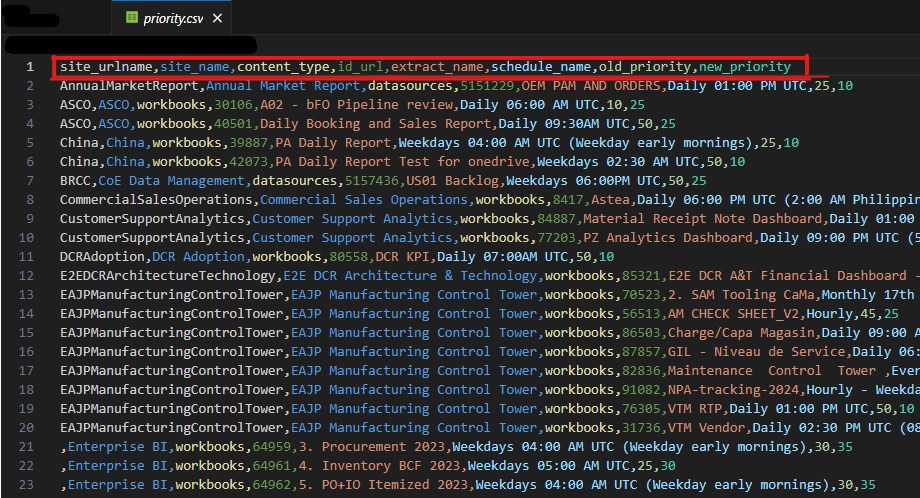 priority.csv
1 site_urlname,site_name,content_type,id_url,extract_name,schedule_name,old_priority,new_priority
2 AnnualMarketReport,Annual Market Report,datasources,5151229,OEM PAM AND ORDERS,Daily 01:00 PM UTC,25,10
3 ASCO,ASCO,workbooks,30106,A02 - bFO Pipeline review,Daily 06:00 AM UTC,10,25
4 ASCO,ASCO,workbooks,40501,Daily Booking and Sales Report,Daily 09:30AM UTC,50,25
5 China,China,workbooks,39887,PA Daily Report,Weekdays 04:00 AM UTC (Weekday early mornings),25,10
6 China,China,workbooks,42073,PA Daily Report Test for onedrive,Weekdays 02:30 AM UTC,50,10
7 BRCC,CoE Data Management,datasources,5157436,US01 Backlog,Weekdays 06:00PM UTC,50,25
8 CommercialSalesOperations,Commercial Sales Operations,workbooks,8417,Astea,Daily 06:00 PM UTC (2:00 AM Philippin
9 CustomerSupportAnalytics,Customer Support Analytics,workbooks,84887,Material Receipt Note Dashboard,Daily 01:00
10 CustomerSupportAnalytics,Customer Support Analytics,workbooks,77203,PZ Analytics Dashboard,Daily 09:00 PM UTC (5
11 DCRAdoption,DCR Adoption,workbooks,80558,DCR KPI,Daily 07:00AM UTC,50,10
12 E2EDCRArchitectureTechnology,E2E DCR Architecture & Technology,workbooks,85321,E2E DCR A&T Financial Dashboard -
13 EAJPManufacturingControlTower,EAJP Manufacturing Control Tower,workbooks,70523,2. SAM Tooling CaMa,Monthly 17th
14 EAJPManufacturingControlTower,EAJP Manufacturing Control Tower,workbooks,56513,AM CHECK SHEET_V2,Hourly,45,25
15 EAJPManufacturingControlTower,EAJP Manufacturing Control Tower,workbooks,86503,Charge/Capa Magasin,Daily 09:00 A
16 EAJPManufacturingControlTower,EAJP Manufacturing Control Tower,workbooks,87857,GIL - Niveau de Service,Daily 06:
17 EAJPManufacturingControlTower,EAJP Manufacturing Control Tower,workbooks,82836,Maintenance Control Tower ,Ever
18 EAJPManufacturingControlTower,EAJP Manufacturing Control Tower,workbooks,91082,NPA-tracking-2024,Hourly - Weekda
19 EAJPManufacturingControlTower,EAJP Manufacturing Control Tower,workbooks,76305,VTM RTP,Daily 01:00 PM UTC,50,10
20 EAJPManufacturingControlTower,EAJP Manufacturing Control Tower,workbooks,31736,VTM Vendor,Daily 02:30 PM UTC (08
21 ,Enterprise BI,workbooks,64959,3. Procurement 2023,Weekdays 04:00 AM UTC (Weekday early mornings),30,35
22 ,Enterprise BI,workbooks,64961,4. Inventory BCF 2023,Weekdays 05:00 AM UTC,25,30
23 ,Enterprise BI,workbooks,64962,5. PO+IO Itemized 2023,Weekdays 04:00 AM UTC (Weekday early mornings),30,35